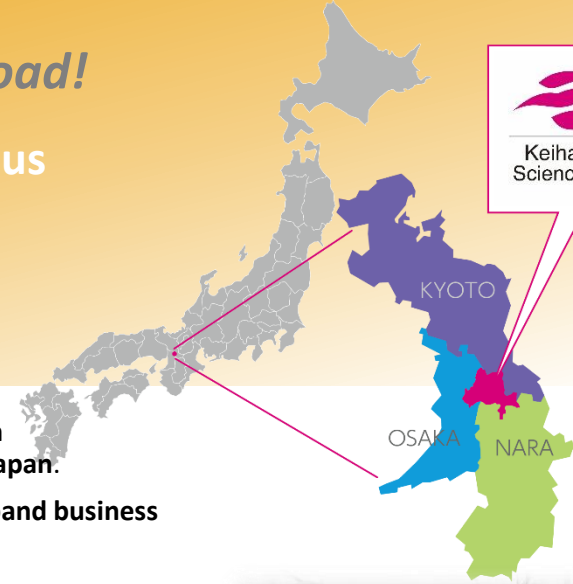 oad!
us
Keiha
Scienc
KYOTO
OSAKA
NARA
apan.
and business